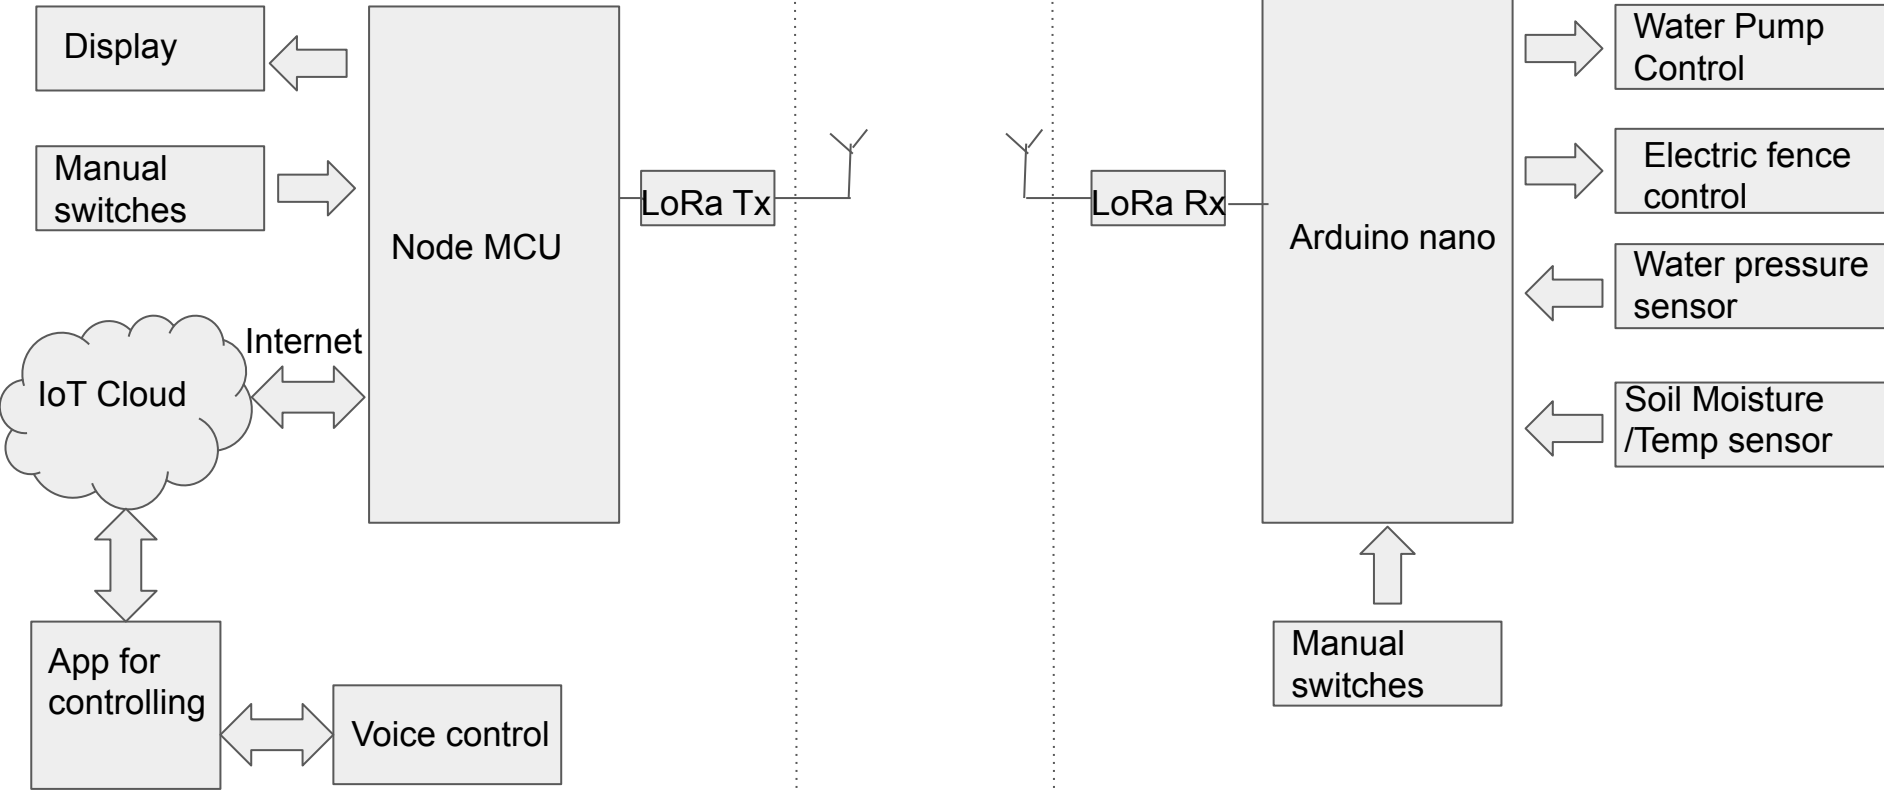 Display
Manual
switches
Node MCU
LoRa Tx
Internet
IoT Cloud
App for
controlling
Voice control
LoRa Rx
Arduino nano
Manual
switches
Water Pump
Control
Electric fence
control
Water pressure
sensor
Soil Moisture
/Temp sensor